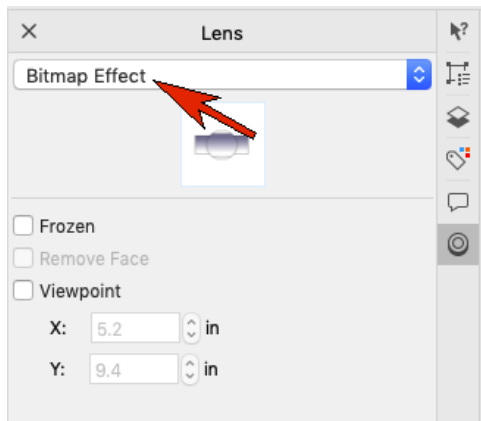 Lens
?
Bitmap Effect
Frozen
Remove Face
Viewpoint
X: 5.2 in
Y: 9.4 in